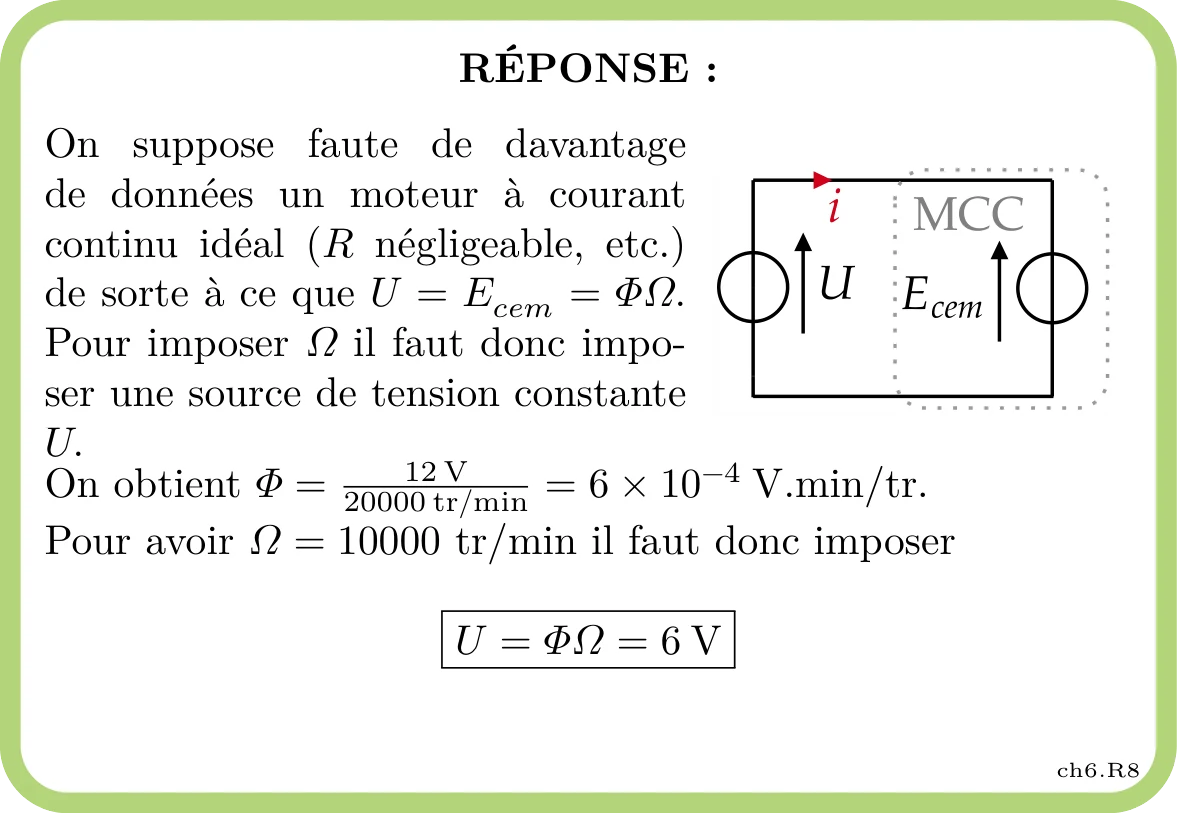 RÉPONSE :
On suppose faute de davantage
de données un moteur à courant
continu idéal (R négligeable, etc.)
de sorte à ce que U = E_cem = ΦΩ.
Pour imposer Ω il faut donc impo-
ser une source de tension constante
U.
i
MCC
U
E_cem
On obtient Φ = 12 V / 20000 tr/min = 6 × 10⁻⁴ V.min/tr.
Pour avoir Ω = 10000 tr/min il faut donc imposer
U = ΦΩ = 6 V
ch6.R8